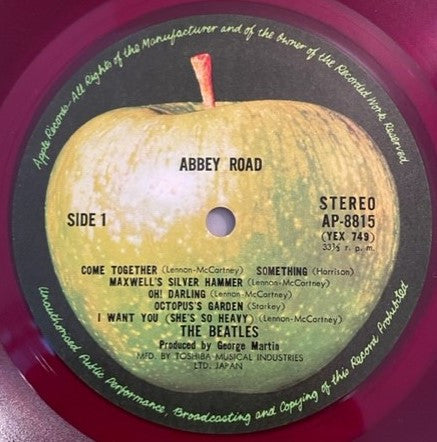 Apple Records-All Rights of the Manufacturer and of the Owner of the Recorded Work Reserved
ABBEY ROAD
SIDE 1
STEREO
AP-8815
(YEX 749)
33⅓ r. p. m.
COME TOGETHER (Lennon-McCartney) SOMETHING (Harrison)
MAXWELL'S SILVER HAMMER (Lennon-McCartney)
OH! DARLING (Lennon-McCartney)
OCTOPUS'S GARDEN (Starkey)
I WANT YOU (SHE'S SO HEAVY) (Lennon-McCartney)
THE BEATLES
Produced by George Martin
MFD. BY TOSHIBA MUSICAL INDUSTRIES
LTD. JAPAN
Unauthorised Public Performance, Broadcasting and Copying of this Record Prohibited